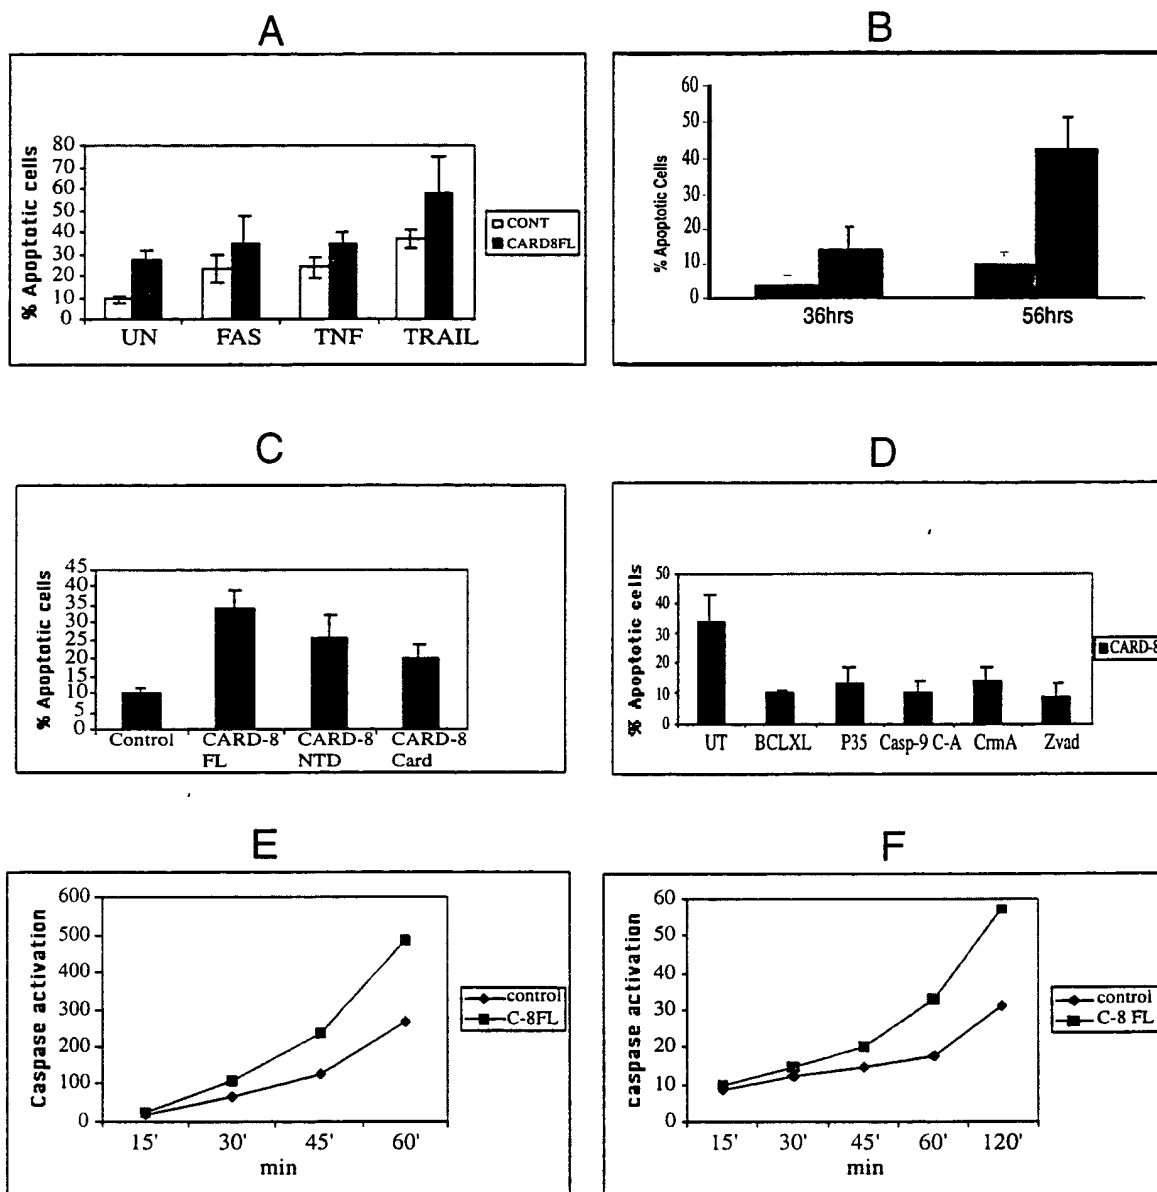 A
% Apoptotic cells
80
70
60
50
40
30
20
10
0
UN FAS TNF TRAIL
CONT
CARD8FL
B
% Apoptotic Cells
60
50
40
30
20
10
0
36hrs 56hrs
C
% Apoptotic cells
45
40
35
30
25
20
15
10
5
0
Control CARD-8 CARD-8 CARD-8
FL NTD Card
D
% Apoptotic cells
50
40
30
20
10
0
UT BCLXL P35 Casp-9 C-A CrmA Zvad
CARD-8
E
Caspase activation
600
500
400
300
200
100
0
15' 30' 45' 60'
min
control
C-8FL
F
caspase activation
60
50
40
30
20
10
0
15' 30' 45' 60' 120'
min
control
C-8 FL